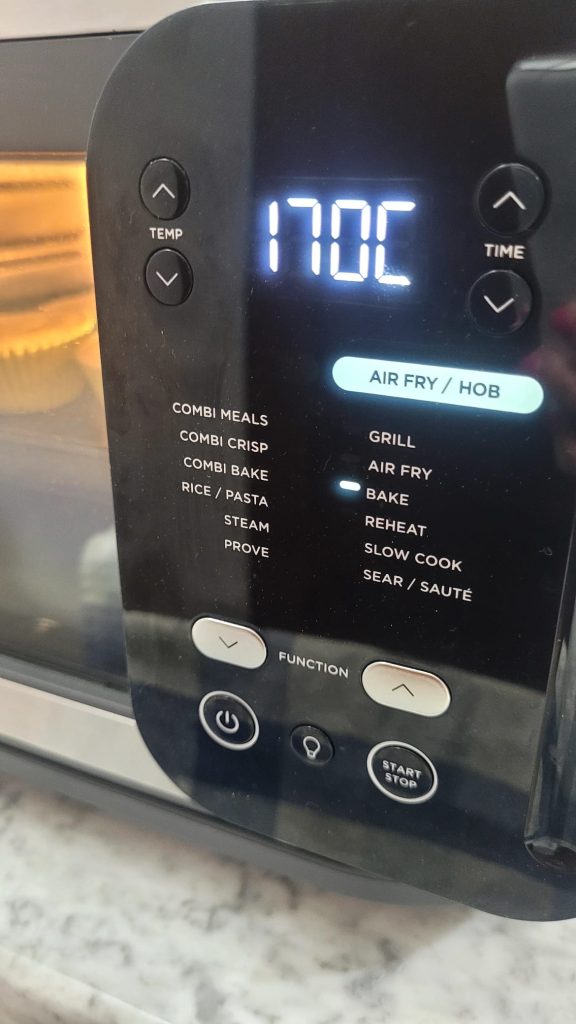 170C
TEMP
TIME
AIR FRY / HOB
COMBI MEALS
COMBI CRISP
COMBI BAKE
RICE / PASTA
STEAM
PROVE
GRILL
AIR FRY
BAKE
REHEAT
SLOW COOK
SEAR / SAUTÉ
FUNCTION
START
STOP